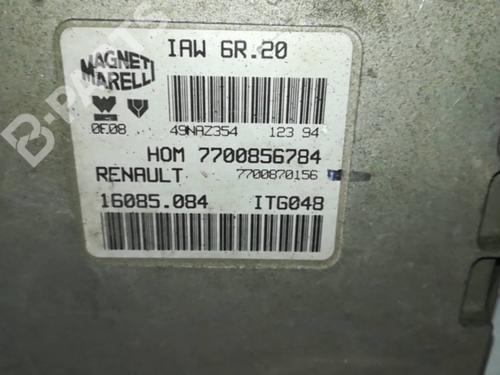 MAGNETI MARELLI
IAW 6R.20
0F.08
49NAZ354 123 94
HOM 7700856784
RENAULT 7700870156
16085.084 ITG048
B-PARTS